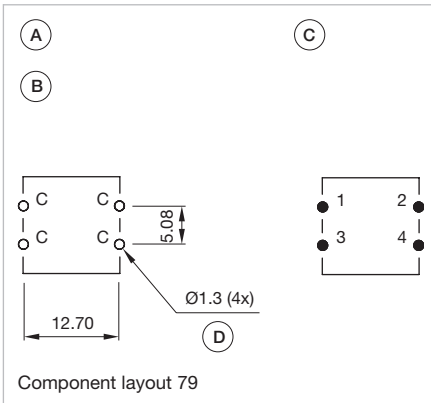 A
C
B
C C
C C
5.08
1 2
3 4
Ø1.3 (4x)
12.70
D
Component layout 79